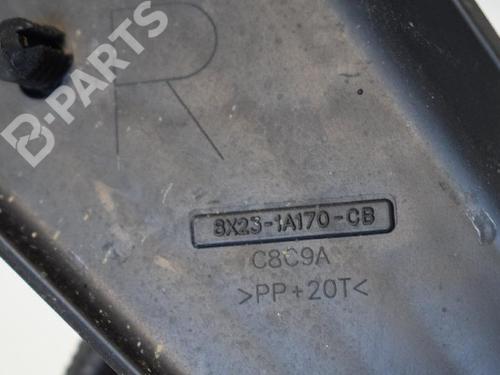 B-PARTS
R
8X23-1A170-CB
C8C9A
>PP+20T<